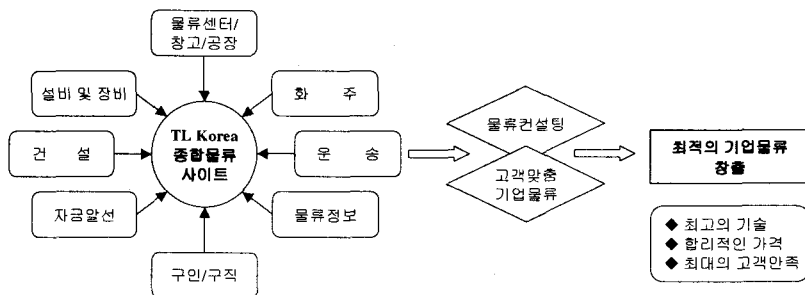 물류센터/
창고/공장
설비 및 장비
화 주
TL Korea
종합물류
사이트
건 설
운 송
자금알선
물류정보
구인/구직
물류컨설팅
고객맞춤
기업물류
최적의 기업물류
창출
◆ 최고의 기술
◆ 합리적인 가격
◆ 최대의 고객만족